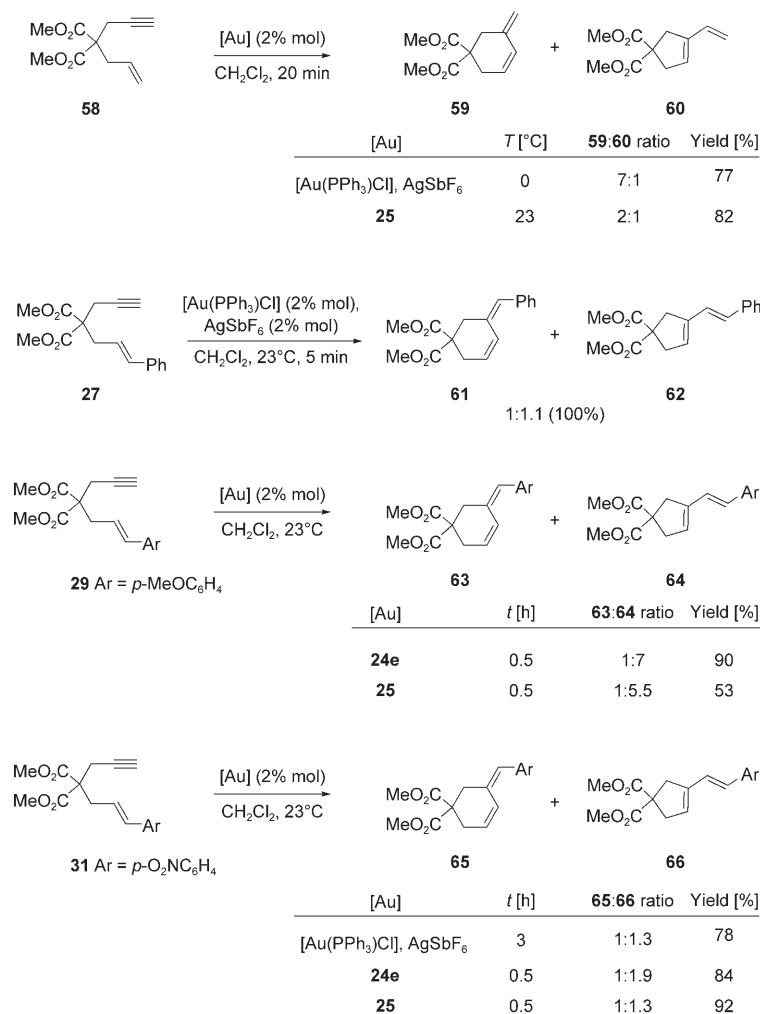 MeO₂C
MeO₂C
58
[Au] (2% mol)
CH₂Cl₂, 20 min
MeO₂C
MeO₂C
59
+
MeO₂C
MeO₂C
60
[Au] T [°C] 59:60 ratio Yield [%]
[Au(PPh₃)Cl], AgSbF₆ 0 7:1 77
25 23 2:1 82
MeO₂C
MeO₂C
Ph
27
[Au(PPh₃)Cl] (2% mol),
AgSbF₆ (2% mol)
CH₂Cl₂, 23°C, 5 min
Ph
MeO₂C
MeO₂C
61
+
Ph
MeO₂C
MeO₂C
62
1:1.1 (100%)
MeO₂C
MeO₂C
Ar
29 Ar = p-MeOC₆H₄
[Au] (2% mol)
CH₂Cl₂, 23°C
Ar
MeO₂C
MeO₂C
63
+
Ar
MeO₂C
MeO₂C
64
[Au] t [h] 63:64 ratio Yield [%]
24e 0.5 1:7 90
25 0.5 1:5.5 53
MeO₂C
MeO₂C
Ar
31 Ar = p-O₂NC₆H₄
[Au] (2% mol)
CH₂Cl₂, 23°C
Ar
MeO₂C
MeO₂C
65
+
Ar
MeO₂C
MeO₂C
66
[Au] t [h] 65:66 ratio Yield [%]
[Au(PPh₃)Cl], AgSbF₆ 3 1:1.3 78
24e 0.5 1:1.9 84
25 0.5 1:1.3 92